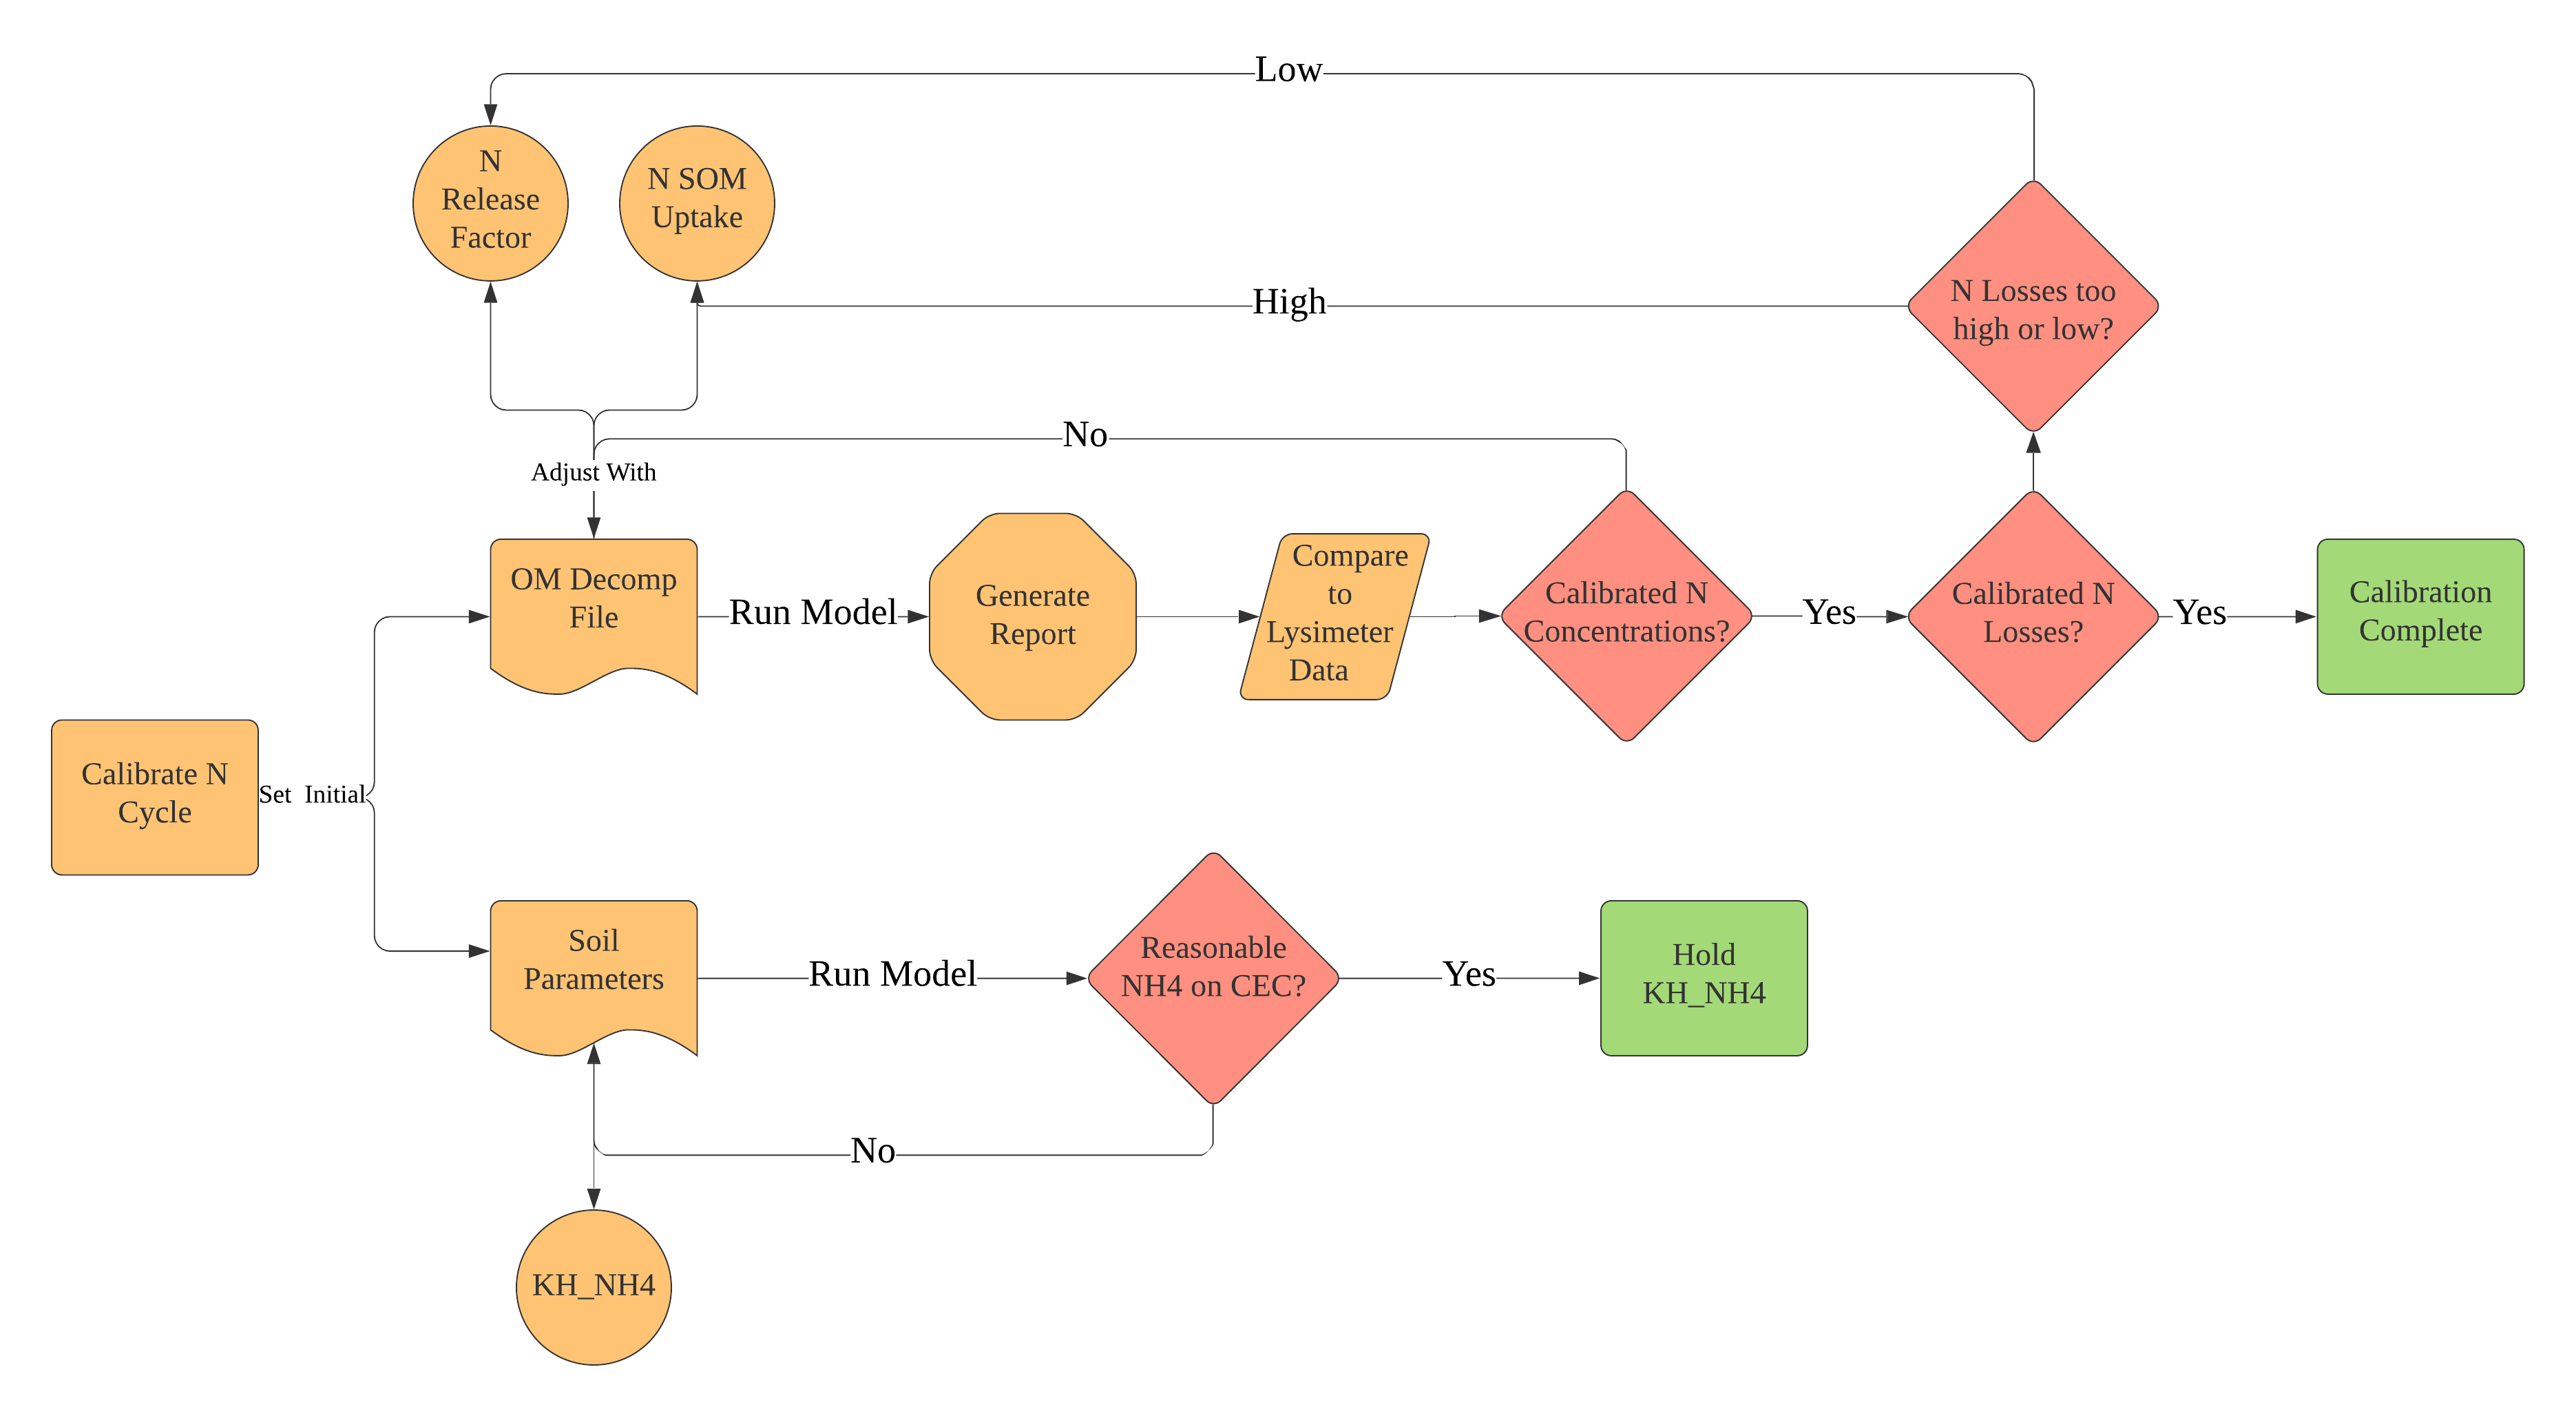 Low
N
Release
Factor
N SOM
Uptake
High
N Losses too
high or low?
No
Adjust With
OM Decomp
File
Run Model
Generate
Report
Compare
to
Lysimeter
Data
Calibrated N
Concentrations?
Yes
Calibrated N
Losses?
Yes
Calibration
Complete
Calibrate N
Cycle
Set Initial
Soil
Parameters
Run Model
Reasonable
NH4 on CEC?
Yes
Hold
KH_NH4
No
KH_NH4